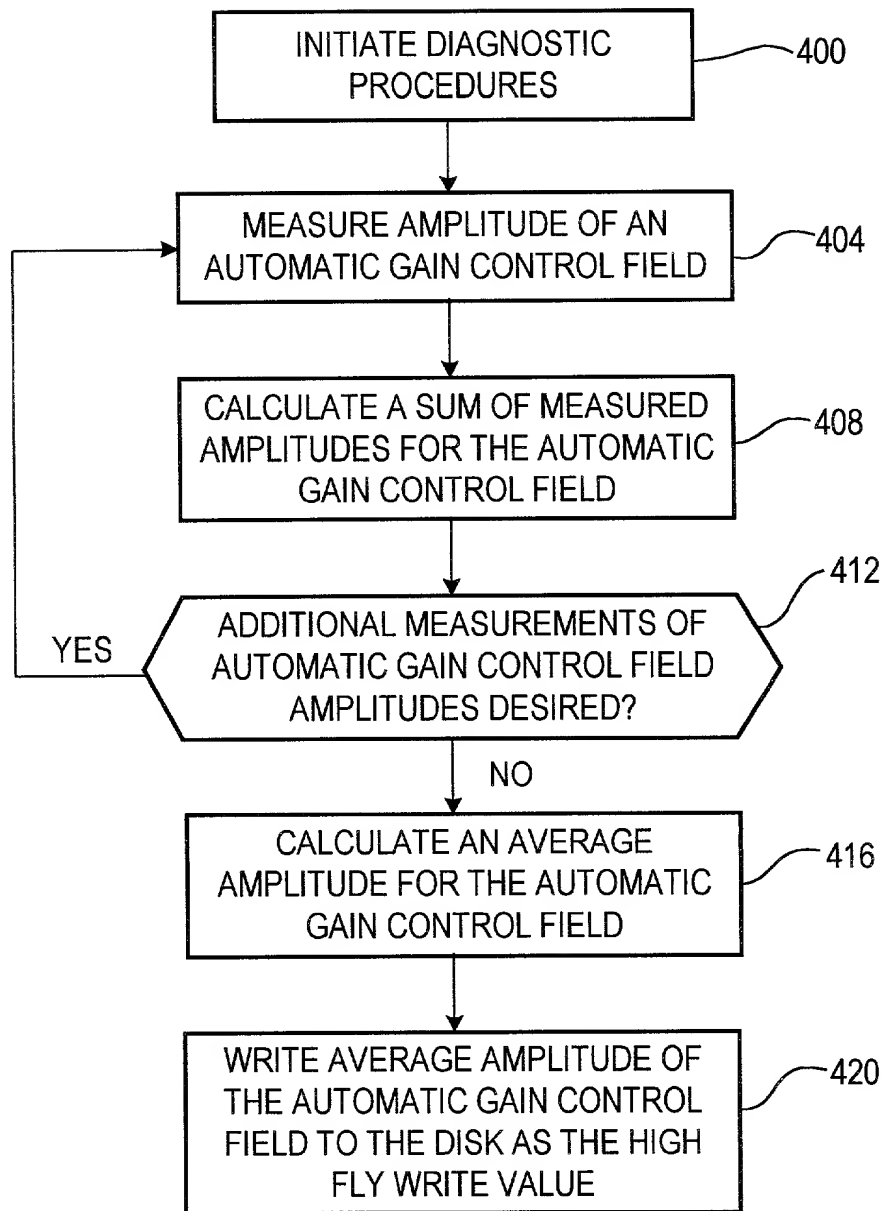 INITIATE DIAGNOSTIC
PROCEDURES
400
MEASURE AMPLITUDE OF AN
AUTOMATIC GAIN CONTROL FIELD
404
CALCULATE A SUM OF MEASURED
AMPLITUDES FOR THE AUTOMATIC
GAIN CONTROL FIELD
408
412
ADDITIONAL MEASUREMENTS OF
AUTOMATIC GAIN CONTROL FIELD
AMPLITUDES DESIRED?
YES
NO
CALCULATE AN AVERAGE
AMPLITUDE FOR THE AUTOMATIC
GAIN CONTROL FIELD
416
WRITE AVERAGE AMPLITUDE OF
THE AUTOMATIC GAIN CONTROL
FIELD TO THE DISK AS THE HIGH
FLY WRITE VALUE
420